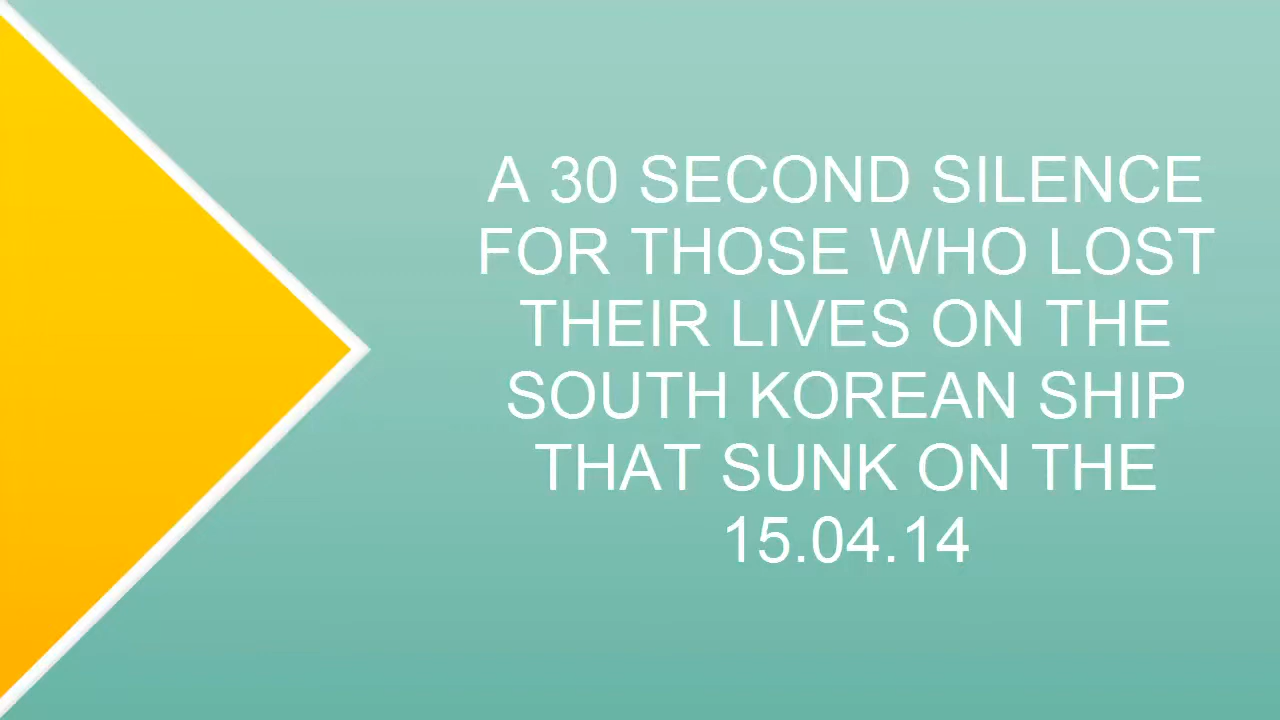 A 30 SECOND SILENCE
FOR THOSE WHO LOST
THEIR LIVES ON THE
SOUTH KOREAN SHIP
THAT SUNK ON THE
15.04.14